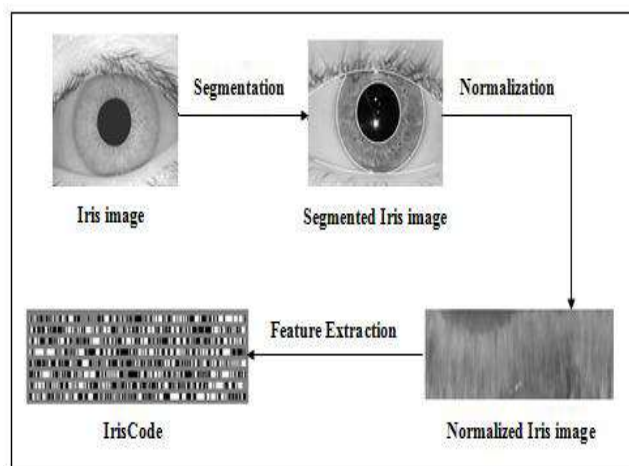 Segmentation
Normalization
Iris image
Segmented Iris image
Feature Extraction
IrisCode
Normalized Iris image